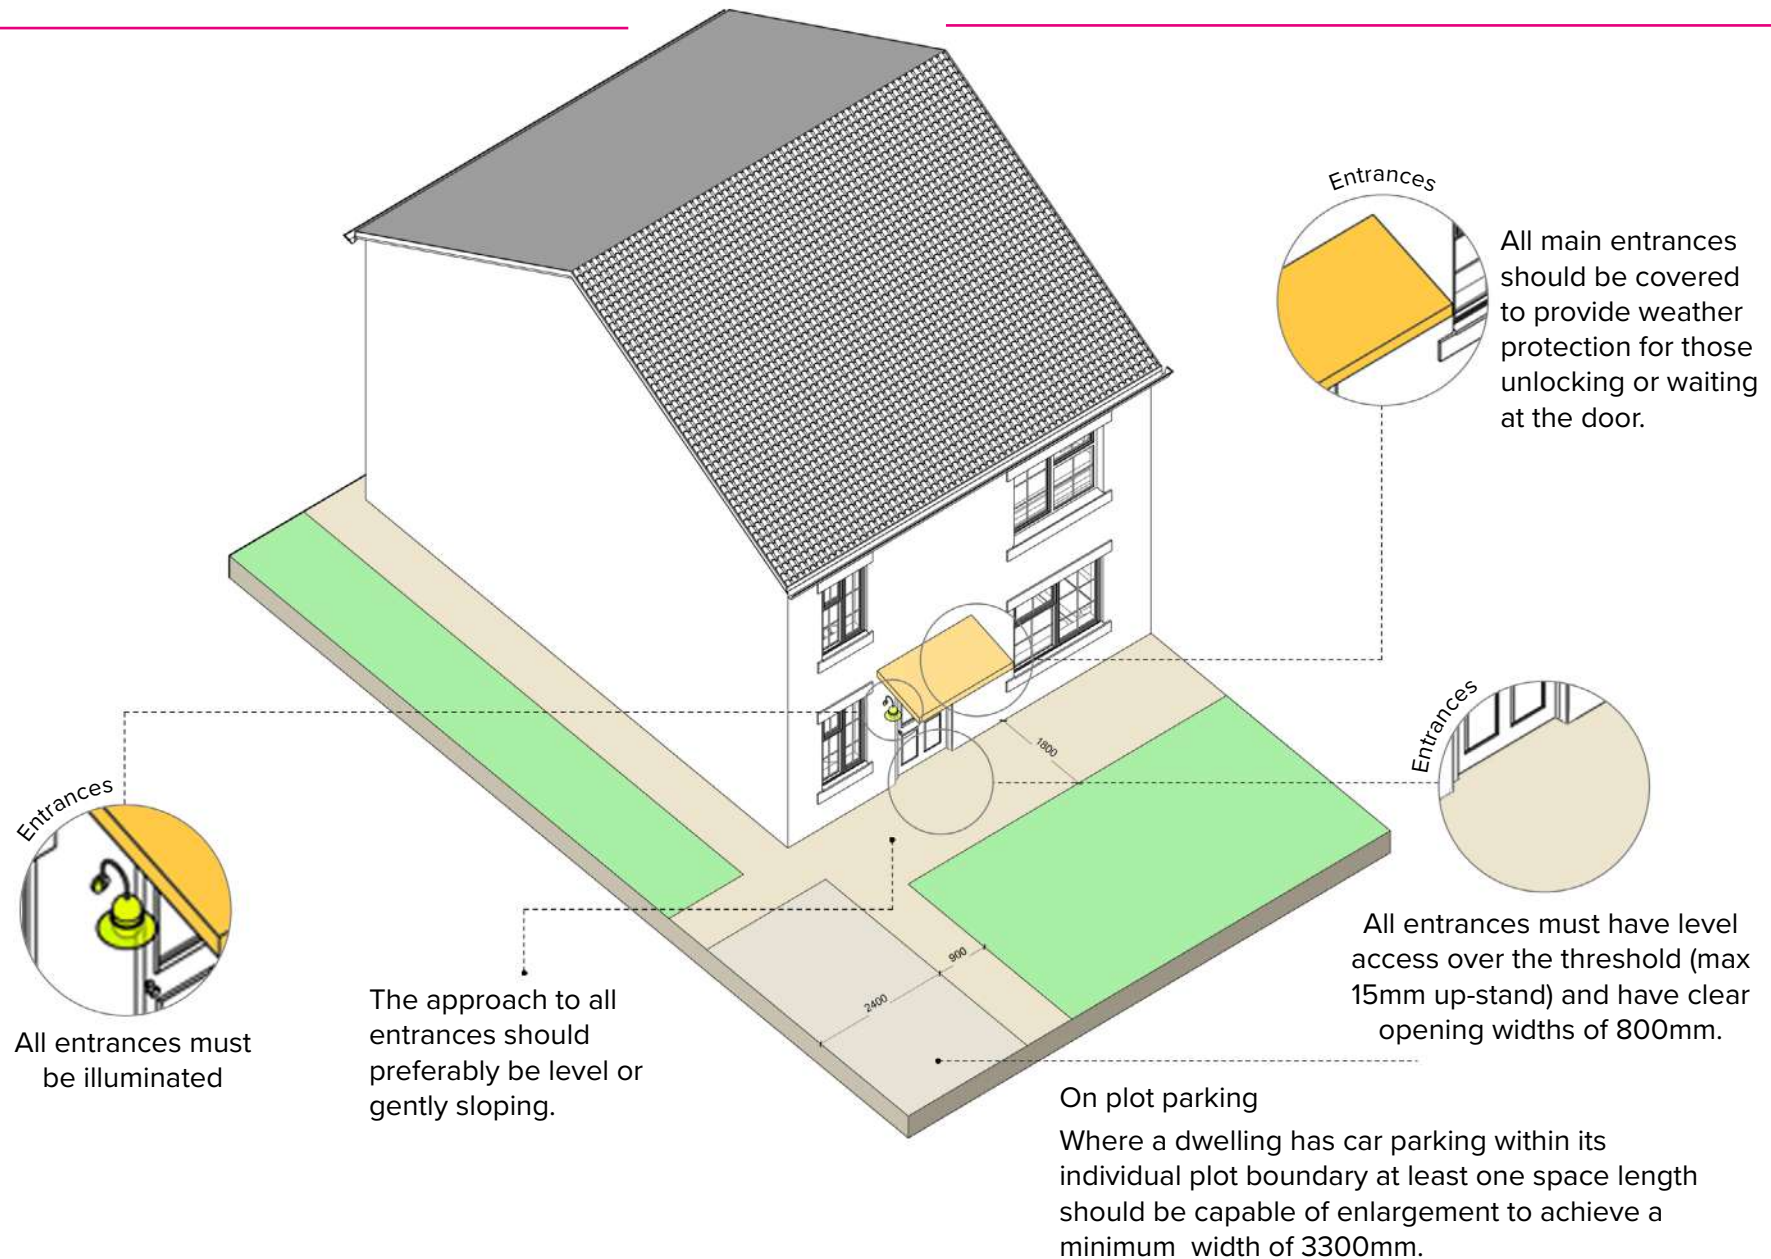 Entrances
All main entrances
should be covered
to provide weather
protection for those
unlocking or waiting
at the door.
Entrances
1800
Entrances
900
2400
All entrances must have level
access over the threshold (max
15mm up-stand) and have clear
opening widths of 800mm.
The approach to all
entrances should
preferably be level or
gently sloping.
All entrances must
be illuminated
On plot parking
Where a dwelling has car parking within its
individual plot boundary at least one space length
should be capable of enlargement to achieve a
minimum  width of 3300mm.